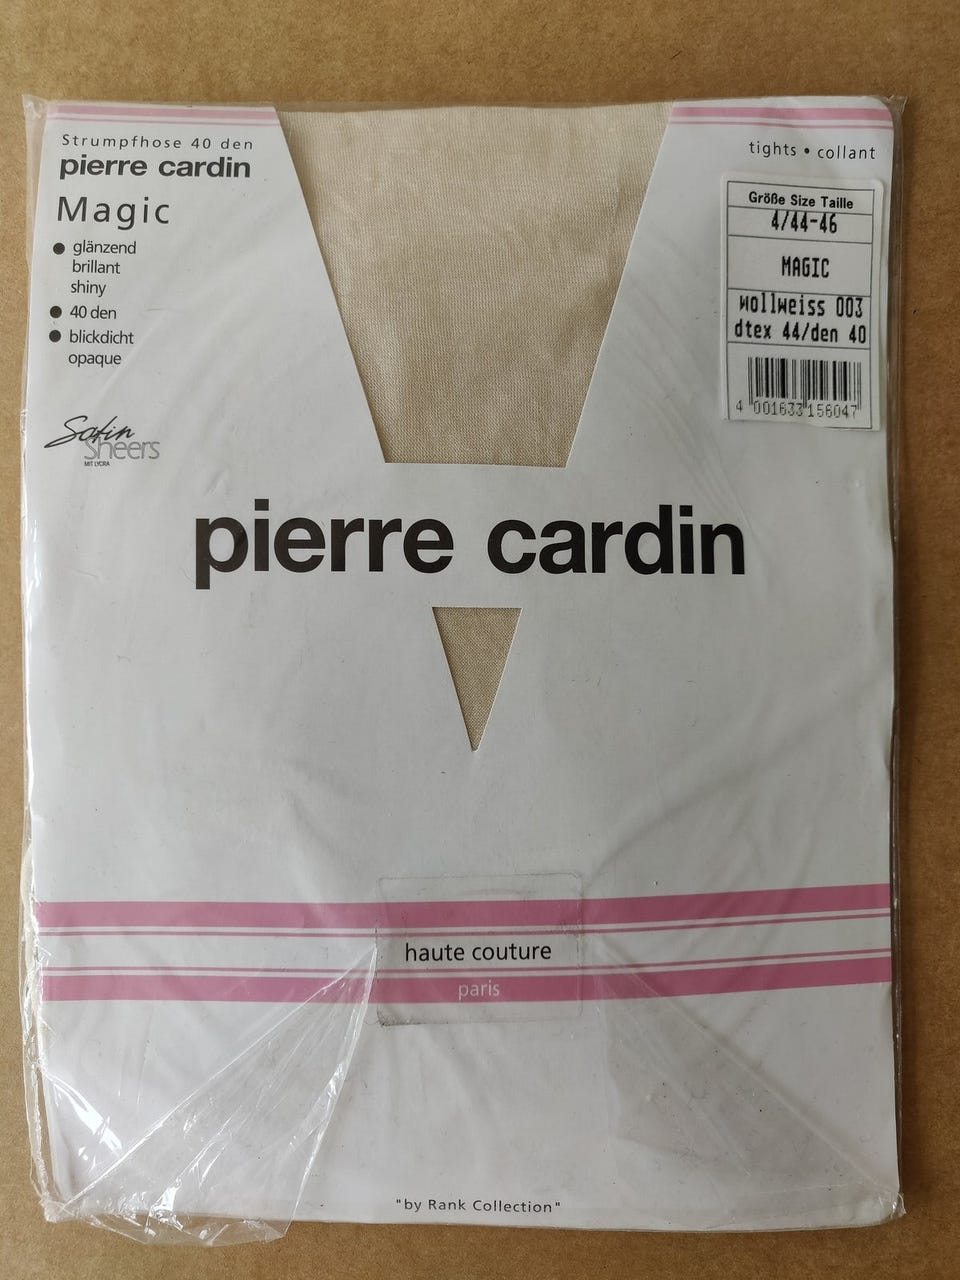 Strumpfhose 40 den
pierre cardin
Magic
● glänzend
brillant
shiny
● 40 den
● blickdicht
opaque
Satin
Sheers
MIT LYCRA
tights • collant
Größe Size Taille
4/44-46
MAGIC
wollweiss 003
dtex 44/den 40
4 001633 156047
pierre cardin
haute couture
paris
"by Rank Collection"